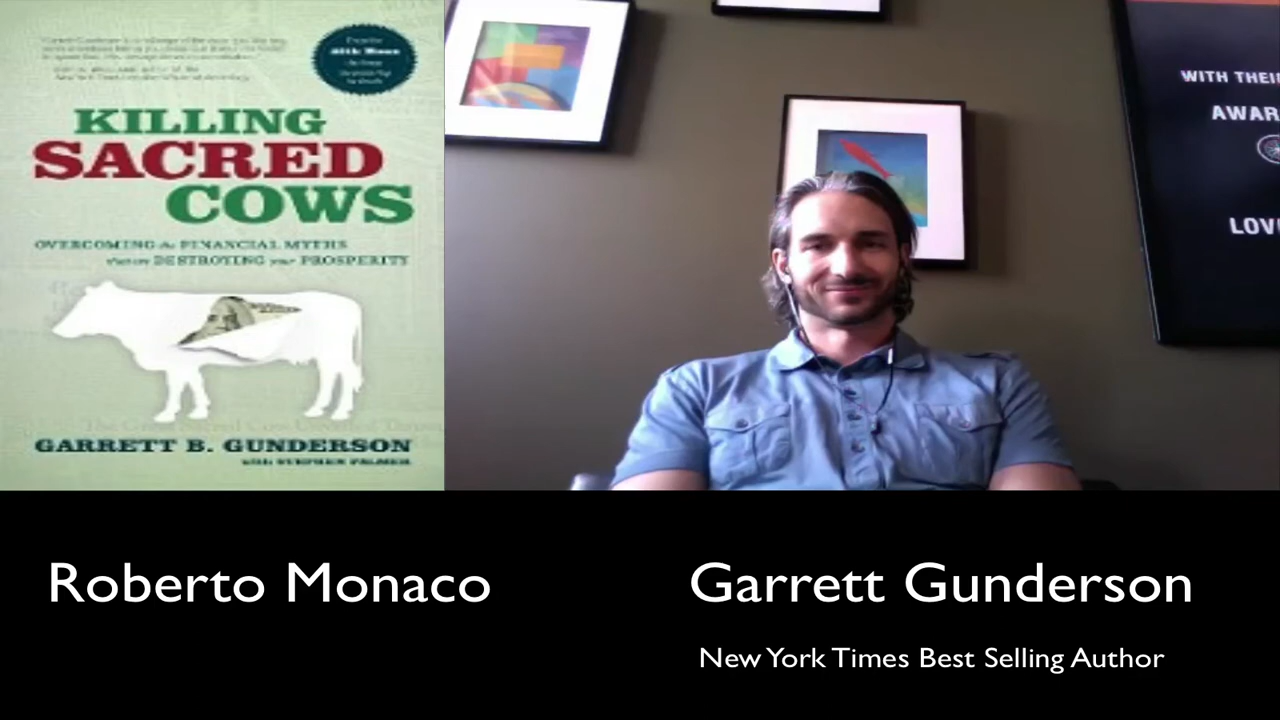 KILLING
SACRED
COWS
OVERCOMING the FINANCIAL MYTHS
that are DESTROYING your PROSPERITY
GARRETT B. GUNDERSON
with STEPHEN PALMER
WITH THEI
AWAR
LOV
Roberto Monaco
Garrett Gunderson
New York Times Best Selling Author